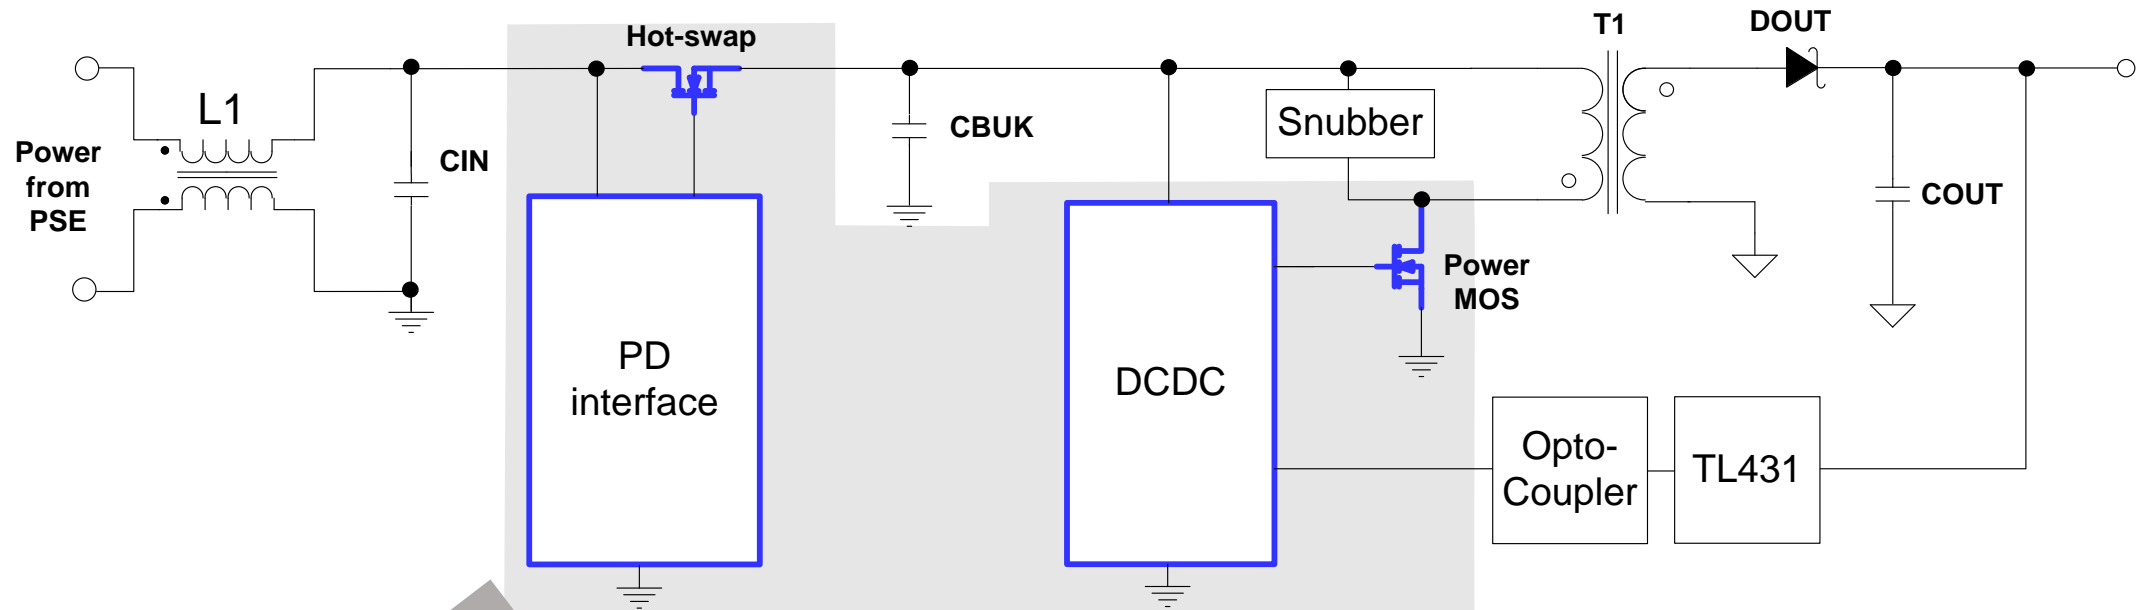 Hot-swap
T1
DOUT
L1
Power
from
PSE
CIN
CBUK
Snubber
COUT
Power
MOS
PD
interface
DCDC
Opto-
Coupler
TL431